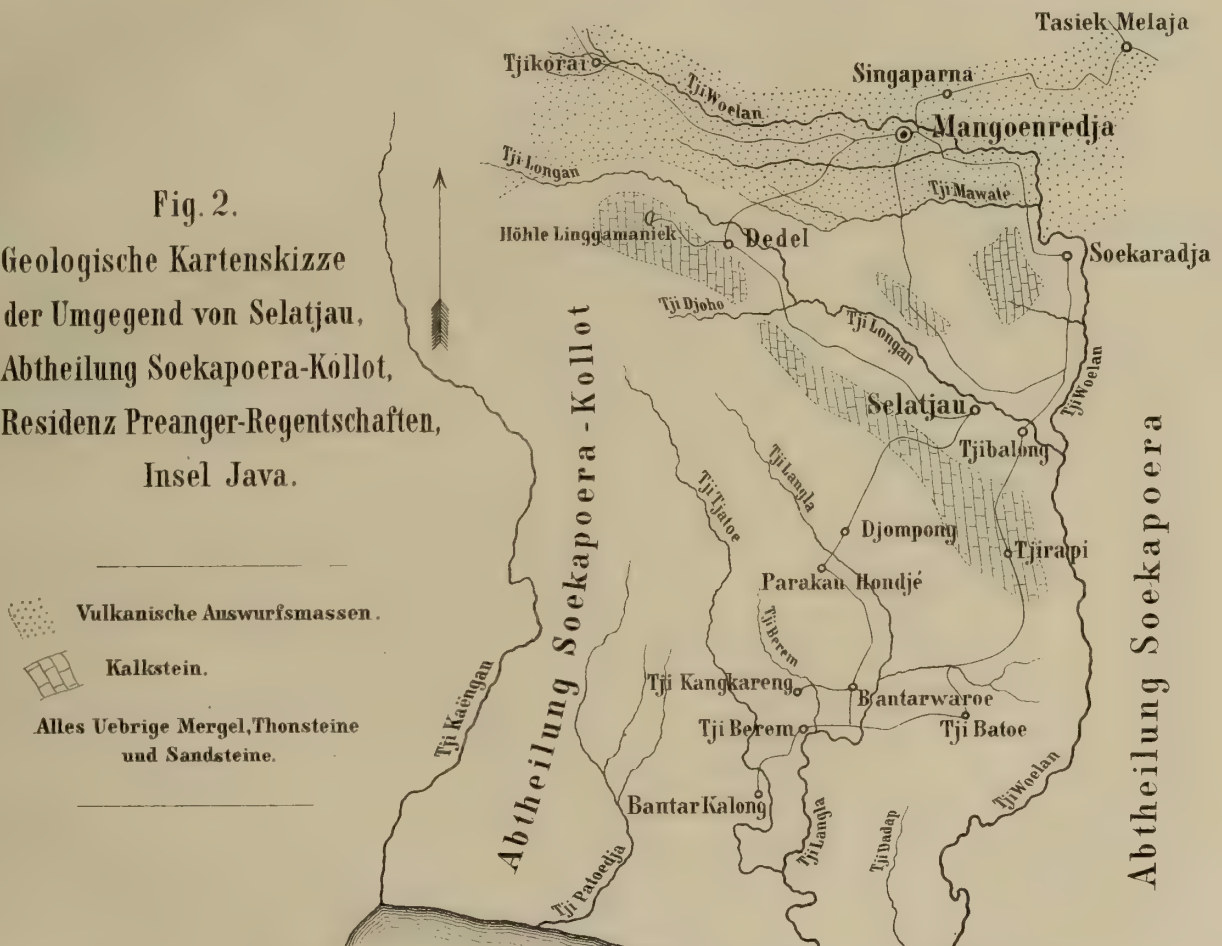 Fig. 2.
Geologische Kartenskizze
der Umgegend von Selatjau,
Abtheilung Soekapoera-Kollot,
Residenz Preanger-Regentschaften,
Insel Java.
Vulkanische Auswurfsmassen.
Kalkstein.
Alles Uebrige Mergel, Thonsteine
und Sandsteine.
Tasiek Melaja
Tjikorai
Singaparna
Tji Woelan
Mangoenredja
Tji Longan
Tji Mawate
Höhle Linggamaniek
Dedel
Soekaradja
Tji Djoho
Tji Longan
Tji Woelan
Selatjau
Tjibalong
Abtheilung Soekapoera-Kollot
Tji Langla
Tji Tjatoe
Djompong
Tjirapi
Parakan Hondjé
Abtheilung Soekapoera
Tji Berem
Tji Kaëngan
Tji Kangkareng
Bantarwaroe
Tji Berem
Tji Batoe
Tji Woelan
Bantar Kalong
Tji Langla
Tji Dadap
Tji Patoedja